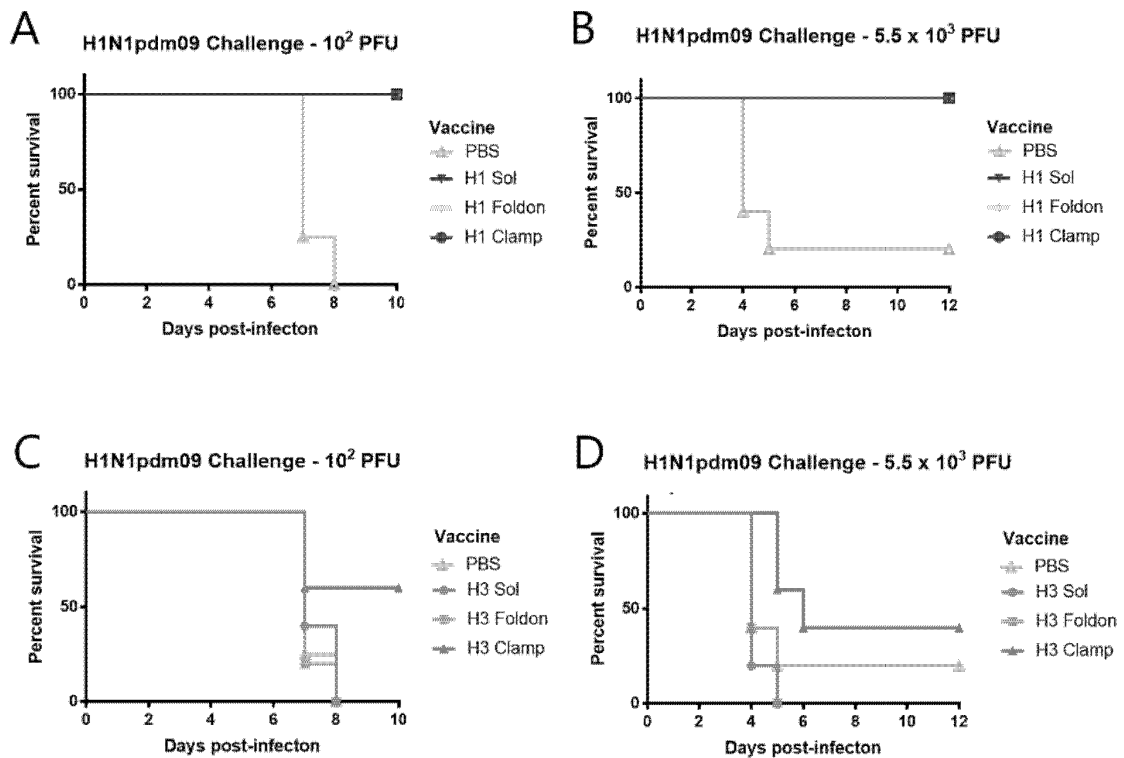 A
H1N1pdm09 Challenge - 10² PFU
Percent survival
100
50
0
0 2 4 6 8 10
Days post-infecton
Vaccine
PBS
H1 Sol
H1 Foldon
H1 Clamp
B
H1N1pdm09 Challenge - 5.5 x 10³ PFU
Percent survival
100
50
0
0 2 4 6 8 10 12
Days post-infecton
Vaccine
PBS
H1 Sol
H1 Foldon
H1 Clamp
C
H1N1pdm09 Challenge - 10² PFU
Percent survival
100
50
0
0 2 4 6 8 10
Days post-infecton
Vaccine
PBS
H3 Sol
H3 Foldon
H3 Clamp
D
H1N1pdm09 Challenge - 5.5 x 10³ PFU
Percent survival
100
50
0
0 2 4 6 8 10 12
Days post-infecton
Vaccine
PBS
H3 Sol
H3 Foldon
H3 Clamp